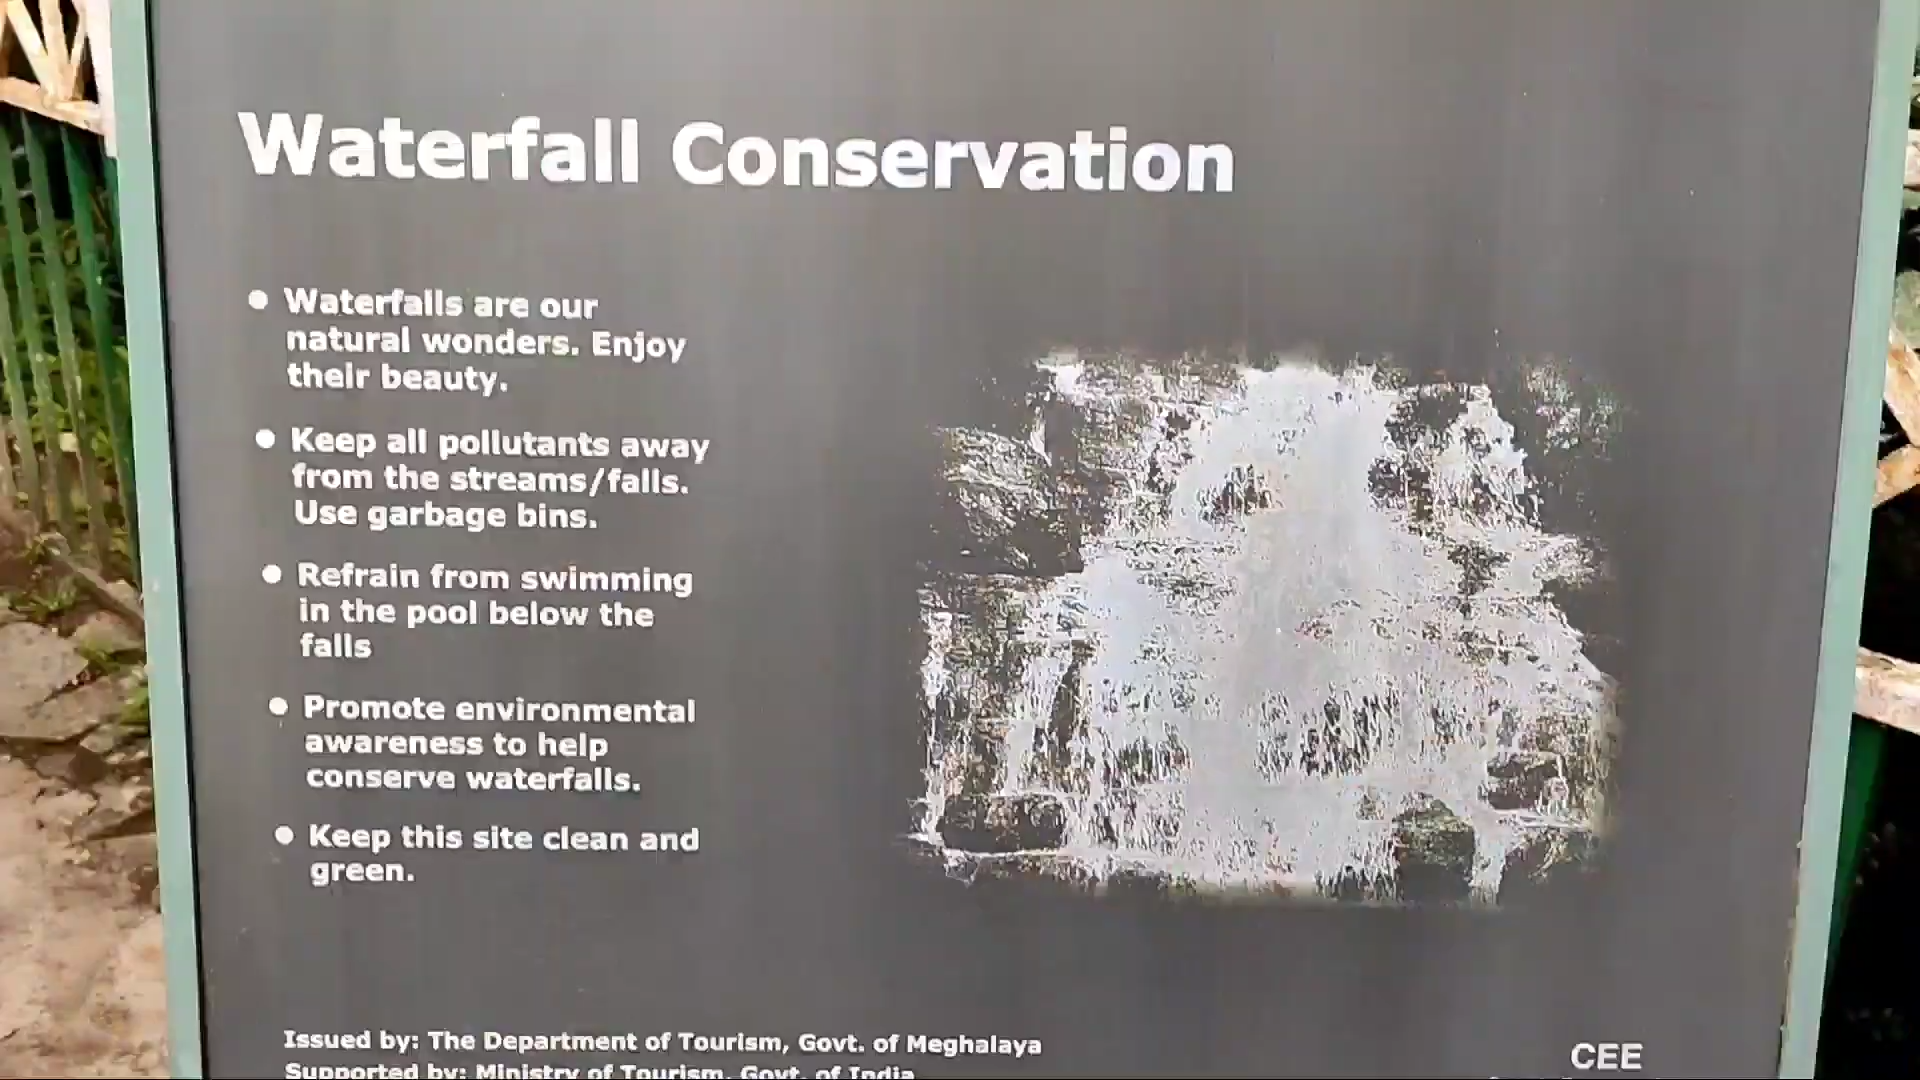 Waterfall Conservation
● Waterfalls are our
natural wonders. Enjoy
their beauty.
● Keep all pollutants away
from the streams/falls.
Use garbage bins.
● Refrain from swimming
in the pool below the
falls
● Promote environmental
awareness to help
conserve waterfalls.
● Keep this site clean and
green.
Issued by: The Department of Tourism, Govt. of Meghalaya
Supported by: Ministry of Tourism, Govt. of India
CEE